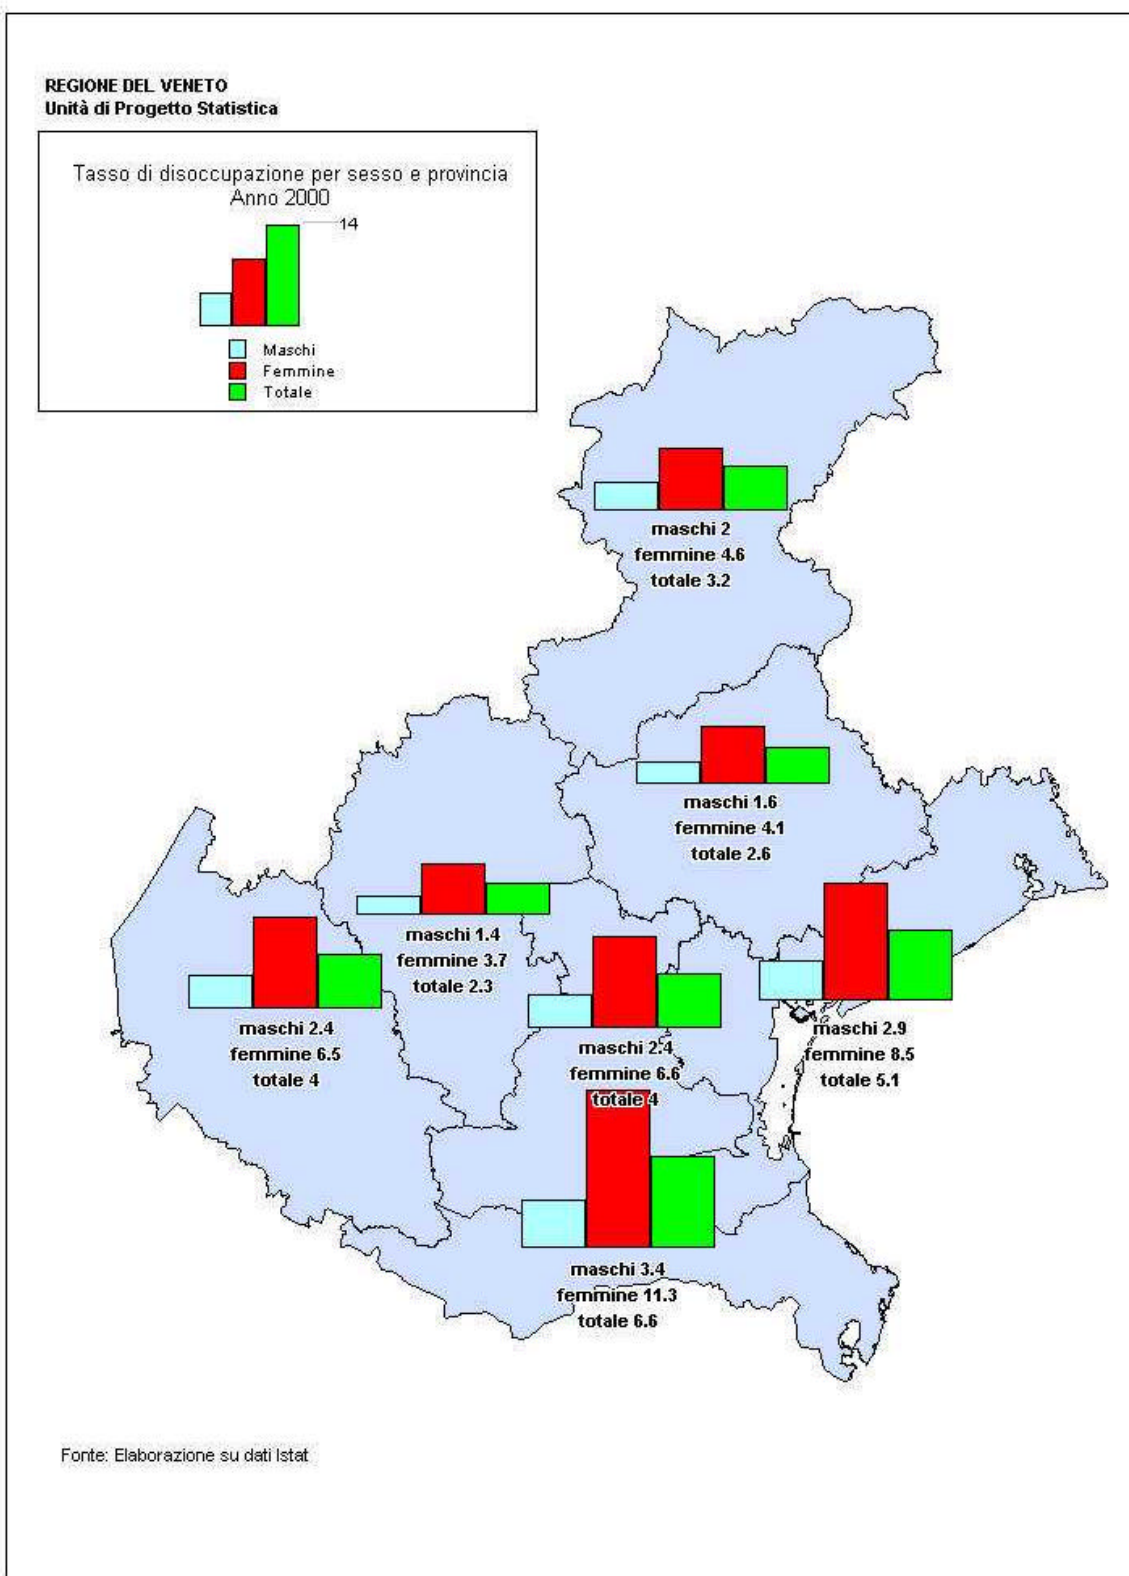 REGIONE DEL VENETO
Unità di Progetto Statistica
Tasso di disoccupazione per sesso e provincia
Anno 2000
14
Maschi
Femmine
Totale
maschi 2
femmine 4.6
totale 3.2
maschi 1.6
femmine 4.1
totale 2.6
maschi 1.4
femmine 3.7
totale 2.3
maschi 2.4
femmine 6.5
totale 4
maschi 2.4
femmine 6.6
totale 4
maschi 2.9
femmine 8.5
totale 5.1
maschi 3.4
femmine 11.3
totale 6.6
Fonte: Elaborazione su dati Istat